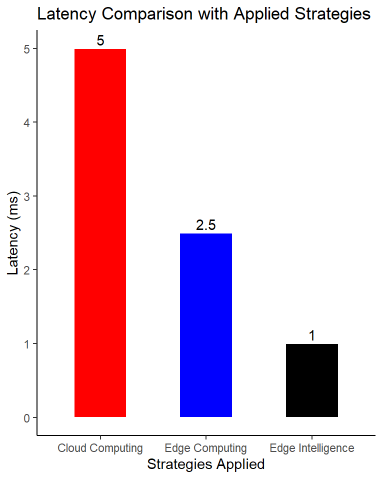 Latency Comparison with Applied Strategies
5
5
4
3
2.5
2
1
1
0
Latency (ms)
Cloud Computing Edge Computing Edge Intelligence
Strategies Applied